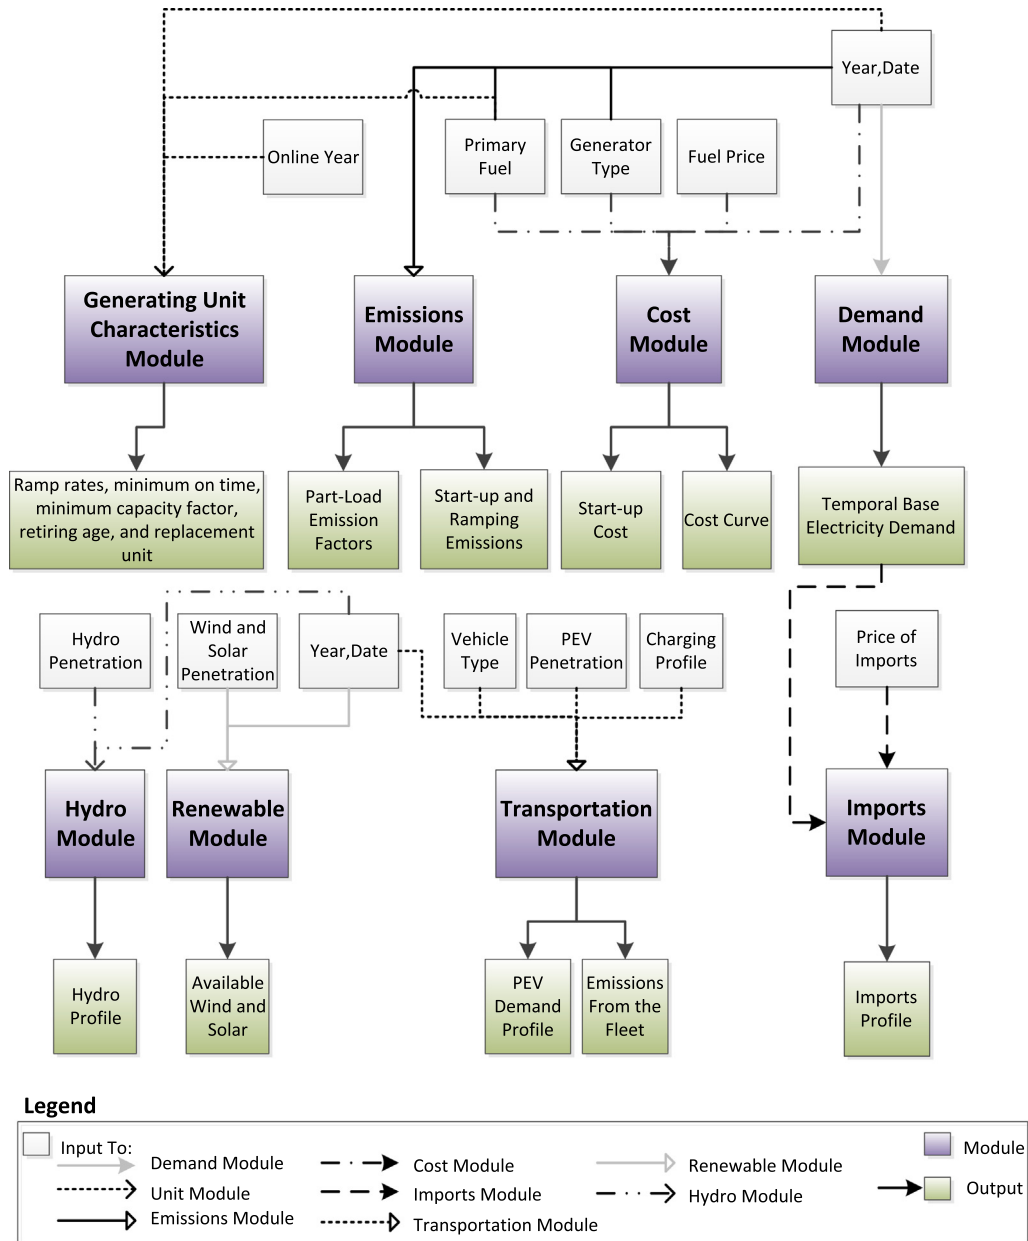 Year,Date
Online Year
Primary
Fuel
Generator
Type
Fuel Price
Generating Unit
Characteristics
Module
Emissions
Module
Cost
Module
Demand
Module
Ramp rates, minimum on time,
minimum capacity factor,
retiring age, and replacement
unit
Part-Load
Emission
Factors
Start-up and
Ramping
Emissions
Start-up
Cost
Cost Curve
Temporal Base
Electricity Demand
Hydro
Penetration
Wind and
Solar
Penetration
Year,Date
Vehicle
Type
PEV
Penetration
Charging
Profile
Price of
Imports
Hydro
Module
Renewable
Module
Transportation
Module
Imports
Module
Hydro
Profile
Available
Wind and
Solar
PEV
Demand
Profile
Emissions
From the
Fleet
Imports
Profile
Legend
Input To:
Demand Module
Unit Module
Emissions Module
Cost Module
Imports Module
Transportation Module
Renewable Module
Hydro Module
Module
Output